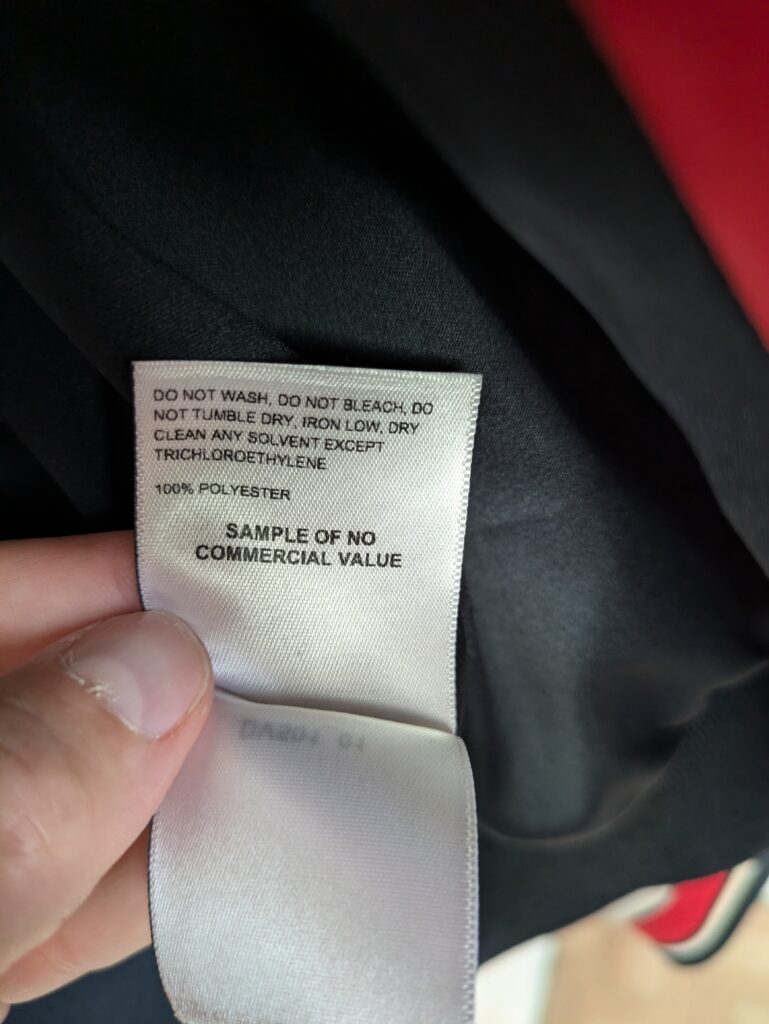 DO NOT WASH, DO NOT BLEACH, DO
NOT TUMBLE DRY, IRON LOW, DRY
CLEAN ANY SOLVENT EXCEPT
TRICHLOROETHYLENE
100% POLYESTER
SAMPLE OF NO
COMMERCIAL VALUE